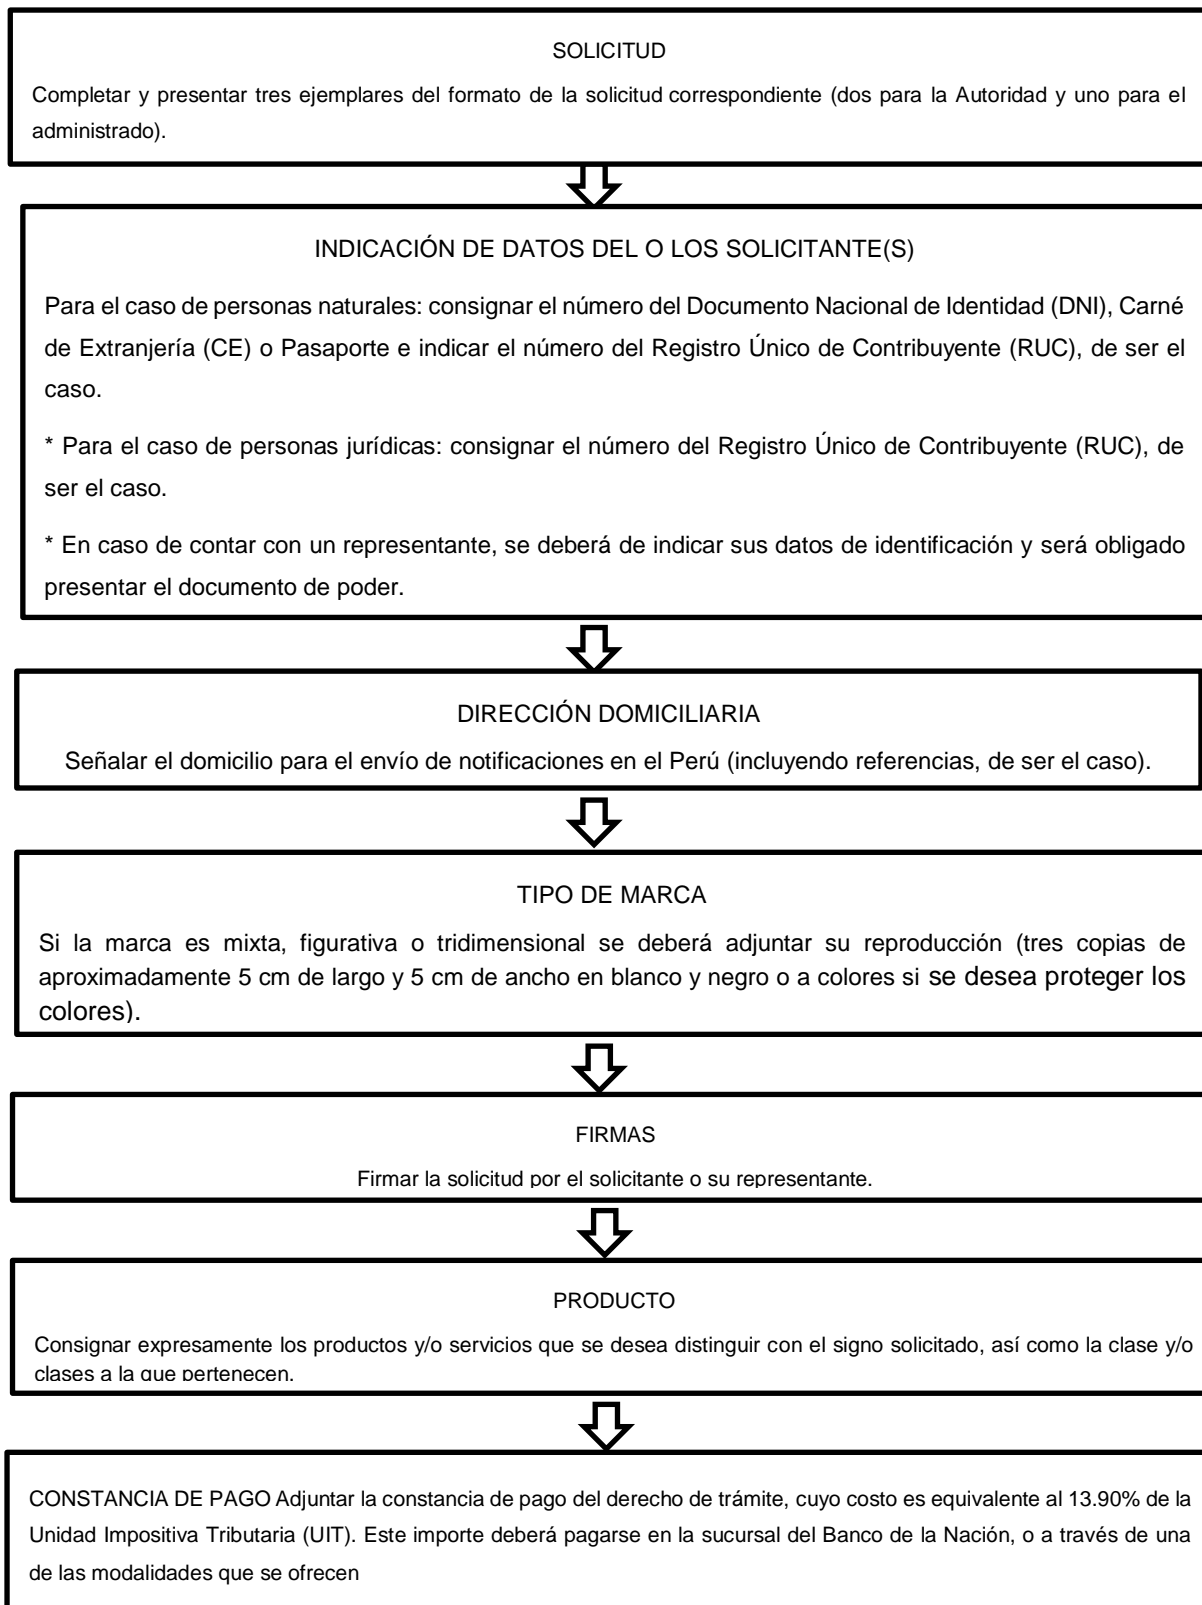 SOLICITUD
Completar y presentar tres ejemplares del formato de la solicitud correspondiente (dos para la Autoridad y uno para el
administrado).
INDICACIÓN DE DATOS DEL O LOS SOLICITANTE(S)
Para el caso de personas naturales: consignar el número del Documento Nacional de Identidad (DNI), Carné
de Extranjería (CE) o Pasaporte e indicar el número del Registro Único de Contribuyente (RUC), de ser el
caso.
* Para el caso de personas jurídicas: consignar el número del Registro Único de Contribuyente (RUC), de
ser el caso.
* En caso de contar con un representante, se deberá de indicar sus datos de identificación y será obligado
presentar el documento de poder.
DIRECCIÓN DOMICILIARIA
Señalar el domicilio para el envío de notificaciones en el Perú (incluyendo referencias, de ser el caso).
TIPO DE MARCA
Si la marca es mixta, figurativa o tridimensional se deberá adjuntar su reproducción (tres copias de
aproximadamente 5 cm de largo y 5 cm de ancho en blanco y negro o a colores si se desea proteger los
colores).
FIRMAS
Firmar la solicitud por el solicitante o su representante.
PRODUCTO
Consignar expresamente los productos y/o servicios que se desea distinguir con el signo solicitado, así como la clase y/o
clases a la que pertenecen.
CONSTANCIA DE PAGO Adjuntar la constancia de pago del derecho de trámite, cuyo costo es equivalente al 13.90% de la
Unidad Impositiva Tributaria (UIT). Este importe deberá pagarse en la sucursal del Banco de la Nación, o a través de una
de las modalidades que se ofrecen